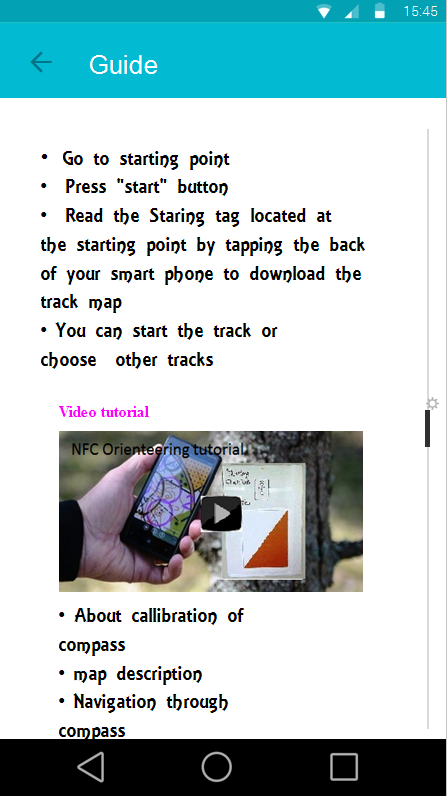 15:45
Guide
• Go to starting point
• Press "start" button
• Read the Staring tag located at
the starting point by tapping the back
of your smart phone to download the
track map
• You can start the track or
choose other tracks
Video tutorial
NFC Orienteering tutorial
• About callibration of
compass
• map description
• Navigation through
compass